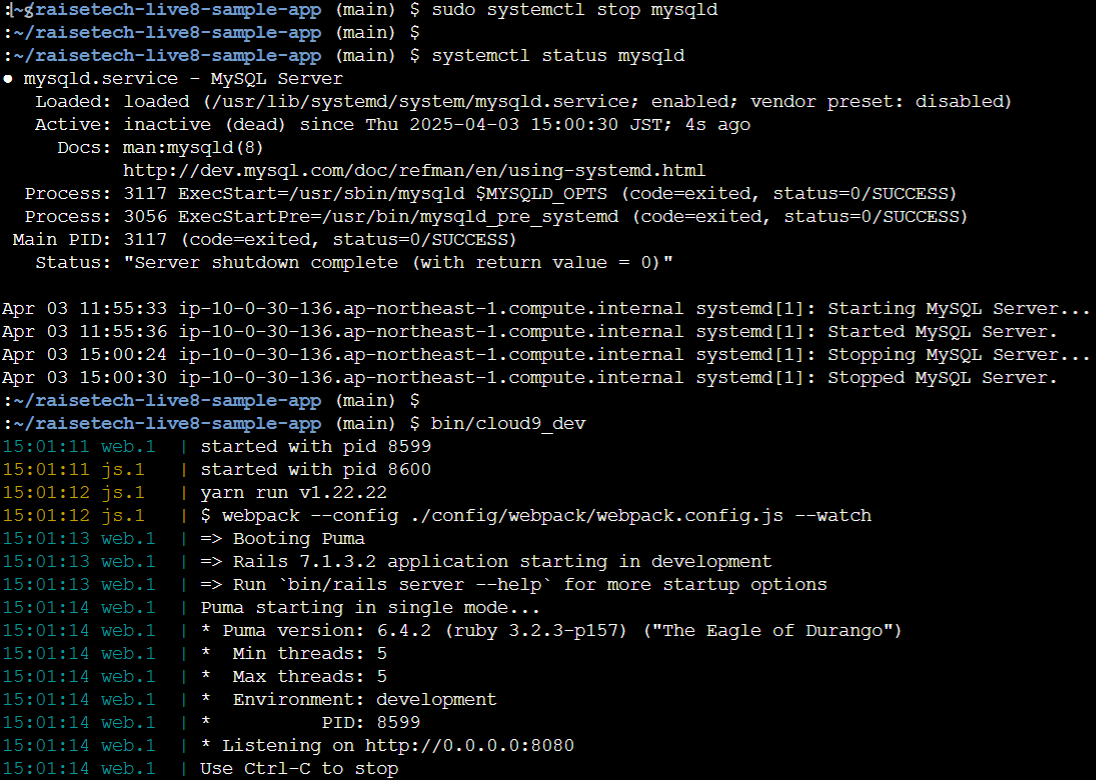 :~/raisetech-live8-sample-app (main) $ sudo systemctl stop mysqld
:~/raisetech-live8-sample-app (main) $
:~/raisetech-live8-sample-app (main) $ systemctl status mysqld
● mysqld.service - MySQL Server
   Loaded: loaded (/usr/lib/systemd/system/mysqld.service; enabled; vendor preset: disabled)
   Active: inactive (dead) since Thu 2025-04-03 15:00:30 JST; 4s ago
     Docs: man:mysqld(8)
           http://dev.mysql.com/doc/refman/en/using-systemd.html
  Process: 3117 ExecStart=/usr/sbin/mysqld $MYSQLD_OPTS (code=exited, status=0/SUCCESS)
  Process: 3056 ExecStartPre=/usr/bin/mysqld_pre_systemd (code=exited, status=0/SUCCESS)
 Main PID: 3117 (code=exited, status=0/SUCCESS)
   Status: "Server shutdown complete (with return value = 0)"

Apr 03 11:55:33 ip-10-0-30-136.ap-northeast-1.compute.internal systemd[1]: Starting MySQL Server...
Apr 03 11:55:36 ip-10-0-30-136.ap-northeast-1.compute.internal systemd[1]: Started MySQL Server.
Apr 03 15:00:24 ip-10-0-30-136.ap-northeast-1.compute.internal systemd[1]: Stopping MySQL Server...
Apr 03 15:00:30 ip-10-0-30-136.ap-northeast-1.compute.internal systemd[1]: Stopped MySQL Server.
:~/raisetech-live8-sample-app (main) $
:~/raisetech-live8-sample-app (main) $ bin/cloud9_dev
15:01:11 web.1  | started with pid 8599
15:01:11 js.1   | started with pid 8600
15:01:12 js.1   | yarn run v1.22.22
15:01:12 js.1   | $ webpack --config ./config/webpack/webpack.config.js --watch
15:01:13 web.1  | => Booting Puma
15:01:13 web.1  | => Rails 7.1.3.2 application starting in development
15:01:13 web.1  | => Run `bin/rails server --help` for more startup options
15:01:14 web.1  | Puma starting in single mode...
15:01:14 web.1  | * Puma version: 6.4.2 (ruby 3.2.3-p157) ("The Eagle of Durango")
15:01:14 web.1  | *  Min threads: 5
15:01:14 web.1  | *  Max threads: 5
15:01:14 web.1  | *  Environment: development
15:01:14 web.1  | *          PID: 8599
15:01:14 web.1  | * Listening on http://0.0.0.0:8080
15:01:14 web.1  | Use Ctrl-C to stop